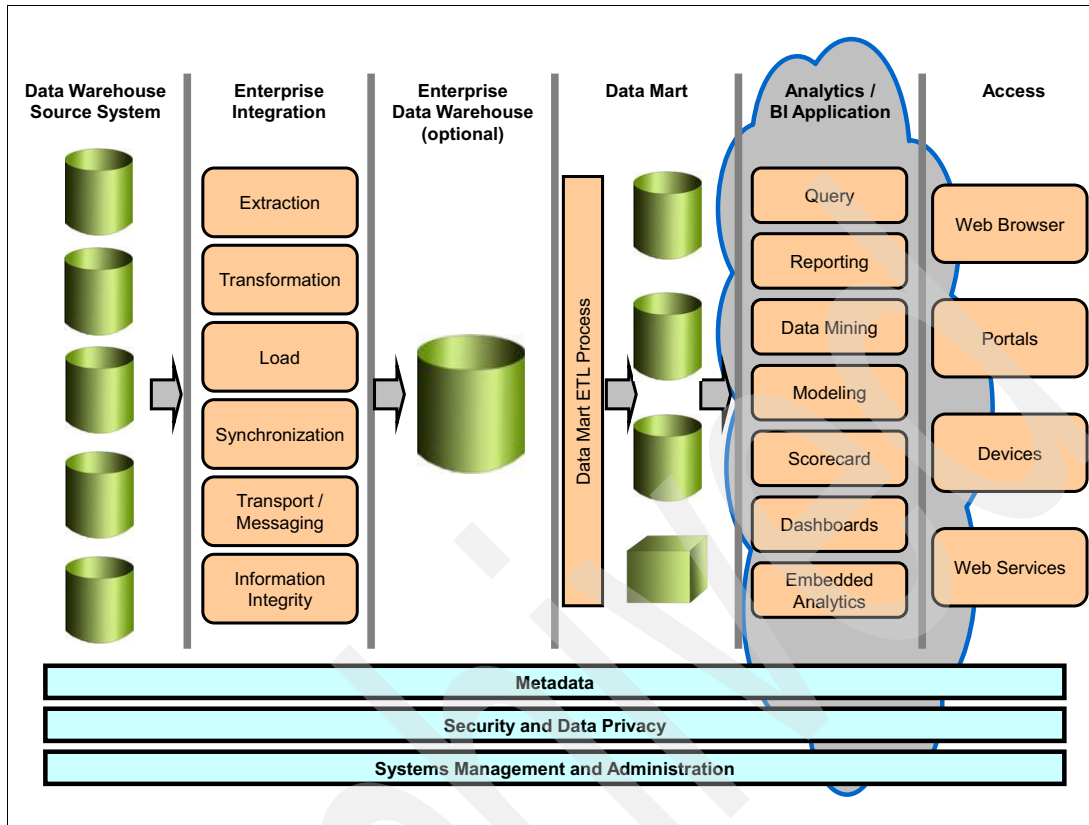 Data Warehouse
Source System
Enterprise
Integration
Enterprise
Data Warehouse
(optional)
Data Mart
Analytics /
BI Application
Access
Extraction
Transformation
Load
Synchronization
Transport /
Messaging
Information
Integrity
Data Mart ETL Process
Query
Reporting
Data Mining
Modeling
Scorecard
Dashboards
Embedded
Analytics
Web Browser
Portals
Devices
Web Services
Metadata
Security and Data Privacy
Systems Management and Administration